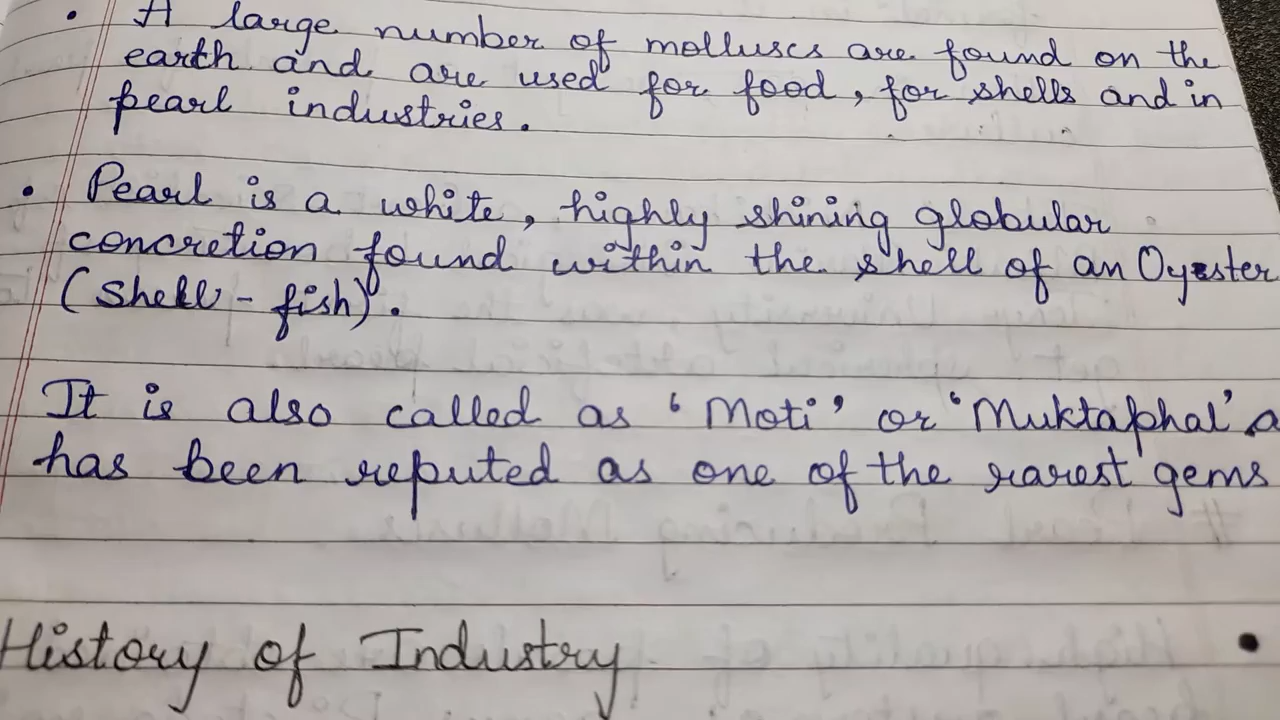 • A large number of molluscs are found on the
earth and are used for food, for shells and in
pearl industries.
• Pearl is a white, highly shining globular
concretion found within the shell of an Oyester
(Shell-fish).
It is also called as 'Moti' or 'Muktaphal' a
has been reputed as one of the rarest gems
History of Industry •